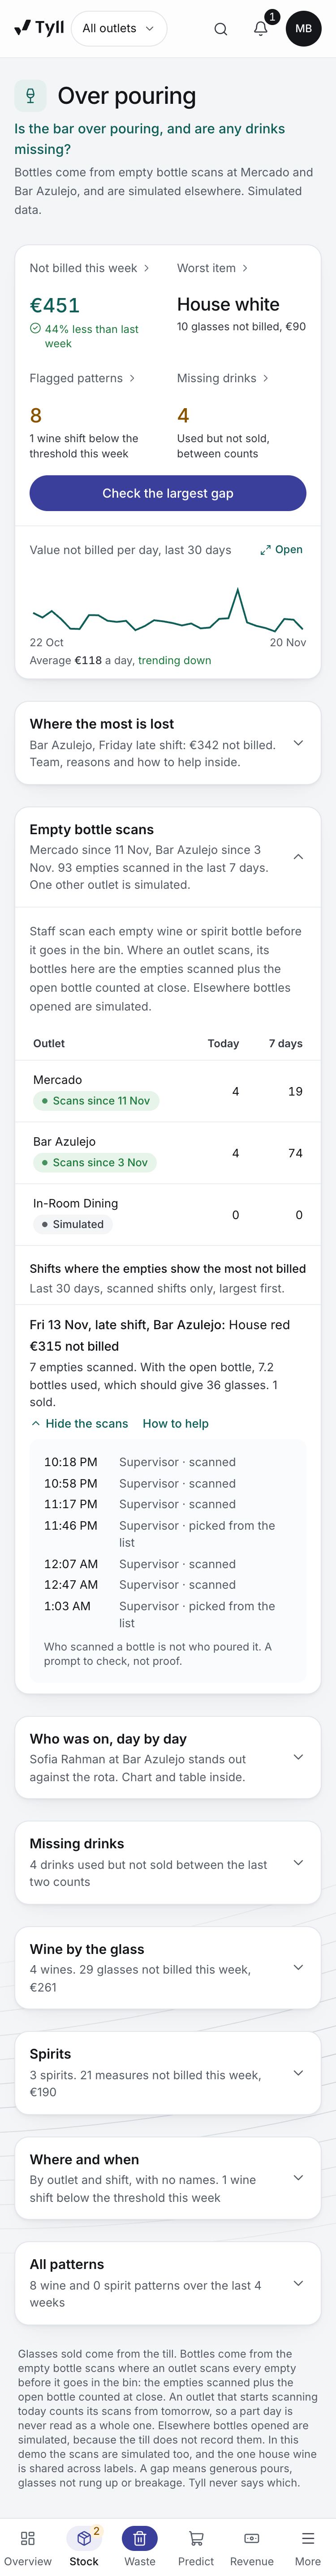 Tyll
All outlets
1
MB
Over pouring
Is the bar over pouring, and are any drinks
missing?
Bottles come from empty bottle scans at Mercado and
Bar Azulejo, and are simulated elsewhere. Simulated
data.
Not billed this week
€451
44% less than last
week
Worst item
House white
10 glasses not billed, €90
Flagged patterns
8
1 wine shift below the
threshold this week
Missing drinks
4
Used but not sold,
between counts
Check the largest gap
Value not billed per day, last 30 days
Open
22 Oct
20 Nov
Average €118 a day, trending down
Where the most is lost
Bar Azulejo, Friday late shift: €342 not billed.
Team, reasons and how to help inside.
Empty bottle scans
Mercado since 11 Nov, Bar Azulejo since 3
Nov. 93 empties scanned in the last 7 days.
One other outlet is simulated.
Staff scan each empty wine or spirit bottle before
it goes in the bin. Where an outlet scans, its
bottles here are the empties scanned plus the
open bottle counted at close. Elsewhere bottles
opened are simulated.
Outlet Today 7 days
Mercado
Scans since 11 Nov
4 19
Bar Azulejo
Scans since 3 Nov
4 74
In-Room Dining
Simulated
0 0
Shifts where the empties show the most not billed
Last 30 days, scanned shifts only, largest first.
Fri 13 Nov, late shift, Bar Azulejo: House red
€315 not billed
7 empties scanned. With the open bottle, 7.2
bottles used, which should give 36 glasses. 1
sold.
Hide the scans How to help
10:18 PM Supervisor · scanned
10:58 PM Supervisor · scanned
11:17 PM Supervisor · scanned
11:46 PM Supervisor · picked from the
list
12:07 AM Supervisor · scanned
12:47 AM Supervisor · scanned
1:03 AM Supervisor · picked from the
list
Who scanned a bottle is not who poured it. A
prompt to check, not proof.
Who was on, day by day
Sofia Rahman at Bar Azulejo stands out
against the rota. Chart and table inside.
Missing drinks
4 drinks used but not sold between the last
two counts
Wine by the glass
4 wines. 29 glasses not billed this week,
€261
Spirits
3 spirits. 21 measures not billed this week,
€190
Where and when
By outlet and shift, with no names. 1 wine
shift below the threshold this week
All patterns
8 wine and 0 spirit patterns over the last 4
weeks
Glasses sold come from the till. Bottles come from the
empty bottle scans where an outlet scans every empty
before it goes in the bin: the empties scanned plus the
open bottle counted at close. An outlet that starts scanning
today counts its scans from tomorrow, so a part day is
never read as a whole one. Elsewhere bottles opened are
simulated, because the till does not record them. In this
demo the scans are simulated too, and the one house wine
is shared across the till brands. A gap means generous pours,
glasses not rung up or breakage. Tyll never says which.
2
Overview Stock Waste Predict Revenue More